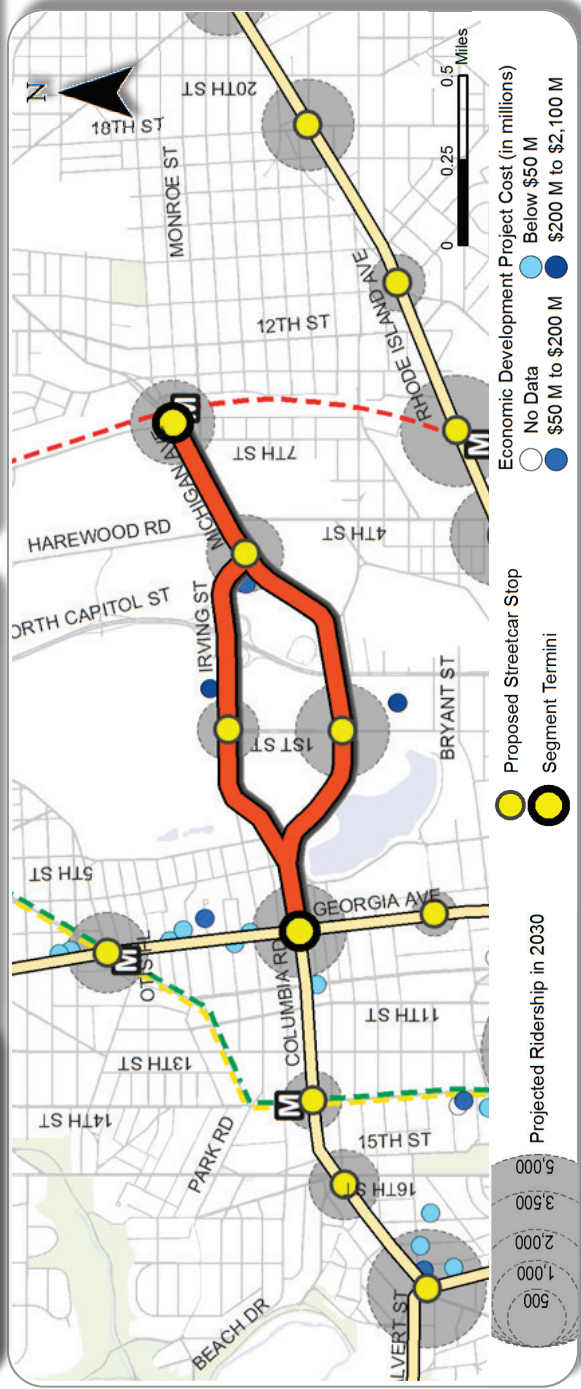 N
20TH ST
18TH ST
MONROE ST
12TH ST
RHODE ISLAND AVE
0 0.25 0.5 Miles
M
MICHIGAN AVE
7TH ST
M
HAREWOOD RD
4TH ST
ORTH CAPITOL ST
IRVING ST
1ST ST
BRYANT ST
5TH ST
GEORGIA AVE
M
OTIS PL
COLUMBIA RD
11TH ST
13TH ST
M
14TH ST
PARK RD
15TH ST
16TH ST
BEACH DR
LVERT ST
500
1,000
2,000
3,500
5,000
Projected Ridership in 2030
Proposed Streetcar Stop
Segment Termini
Economic Development Project Cost (in millions)
No Data
Below $50 M
$50 M to $200 M
$200 M to $2,100 M